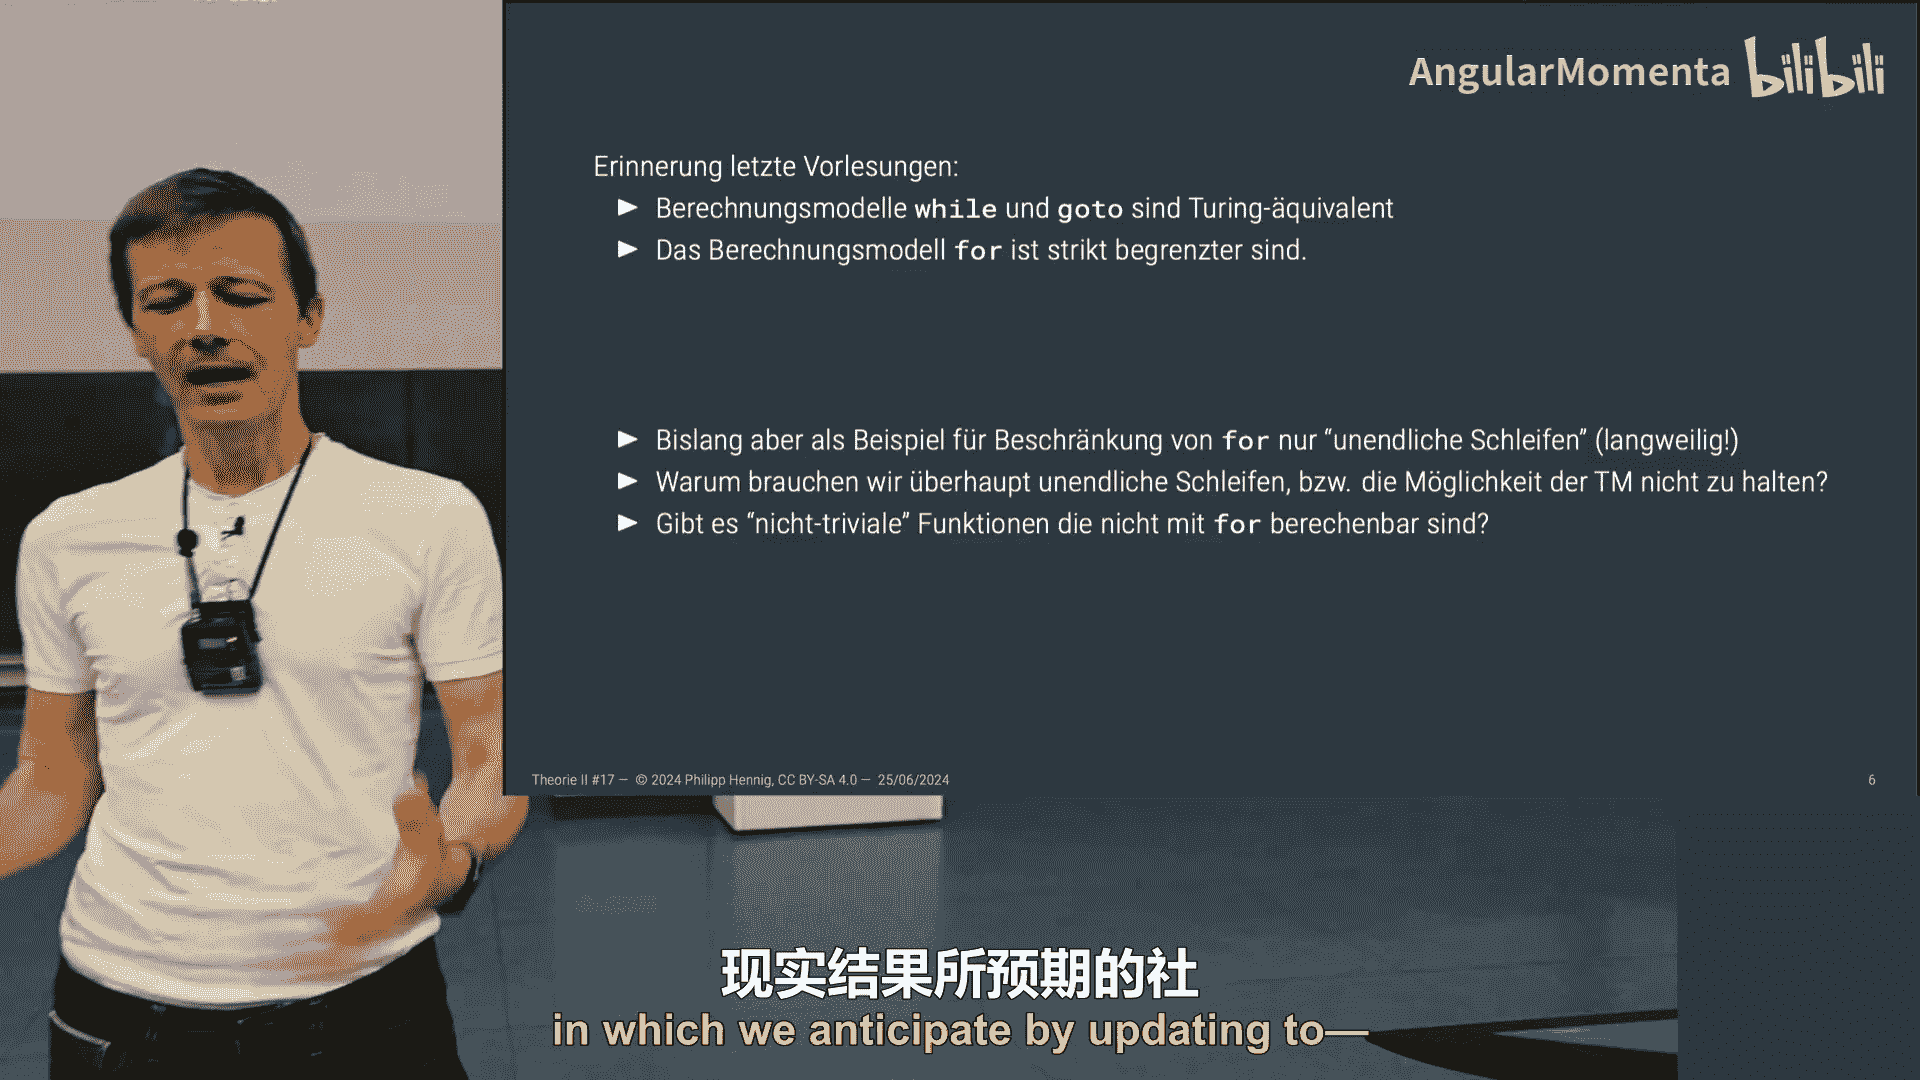 AngularMomenta bilibili
Erinnerung letzte Vorlesungen:
► Berechnungsmodelle while und goto sind Turing-äquivalent
► Das Berechnungsmodell for ist strikt begrenzter sind.
► Bislang aber als Beispiel für Beschränkung von for nur “unendliche Schleifen” (langweilig!)
► Warum brauchen wir überhaupt unendliche Schleifen, bzw. die Möglichkeit der TM nicht zu halten?
► Gibt es “nicht-triviale” Funktionen die nicht mit for berechenbar sind?
Theorie II #17 — © 2024 Philipp Hennig, CC BY-SA 4.0 — 25/06/2024
6
现实结果所预期的社
in which we anticipate by updating to—